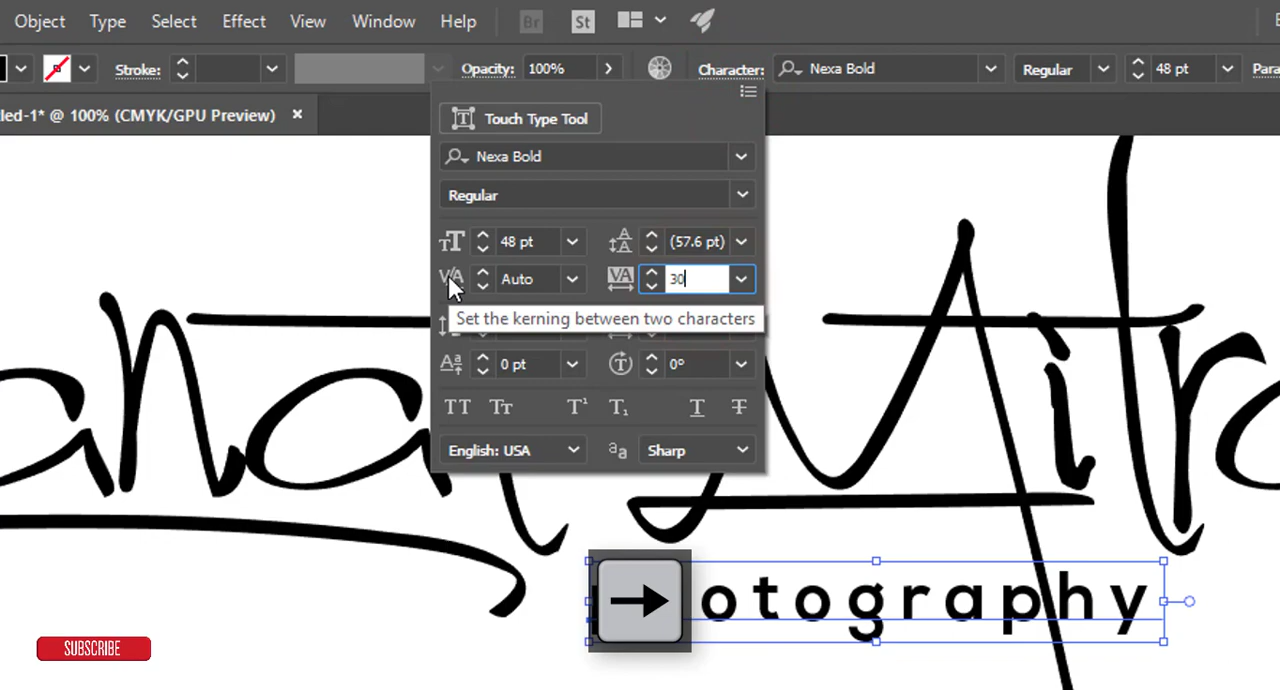 Object Type Select Effect View Window Help Br St
Stroke: Opacity: 100% Character: Nexa Bold Regular 48 pt Para
led-1* @ 100% (CMYK/GPU Preview) ×
Touch Type Tool
Nexa Bold
Regular
48 pt (57.6 pt)
Auto 30
Set the kerning between two characters
0 pt 0°
English: USA Sharp
Mitra
otography
SUBSCRIBE